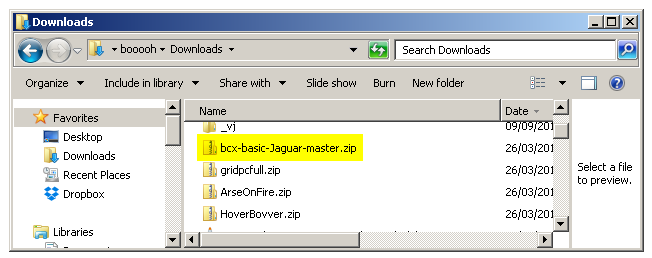 Downloads
booooh Downloads
Search Downloads
Organize Include in library Share with Slide show Burn New folder
Favorites
Desktop
Downloads
Recent Places
Dropbox
Libraries
Name Date
_vj 09/09/201
bcx-basic-Jaguar-master.zip 26/03/201
gridpcfull.zip 26/03/201
ArseOnFire.zip 26/03/201
HoverBovver.zip 26/03/201
Select a file
to preview.